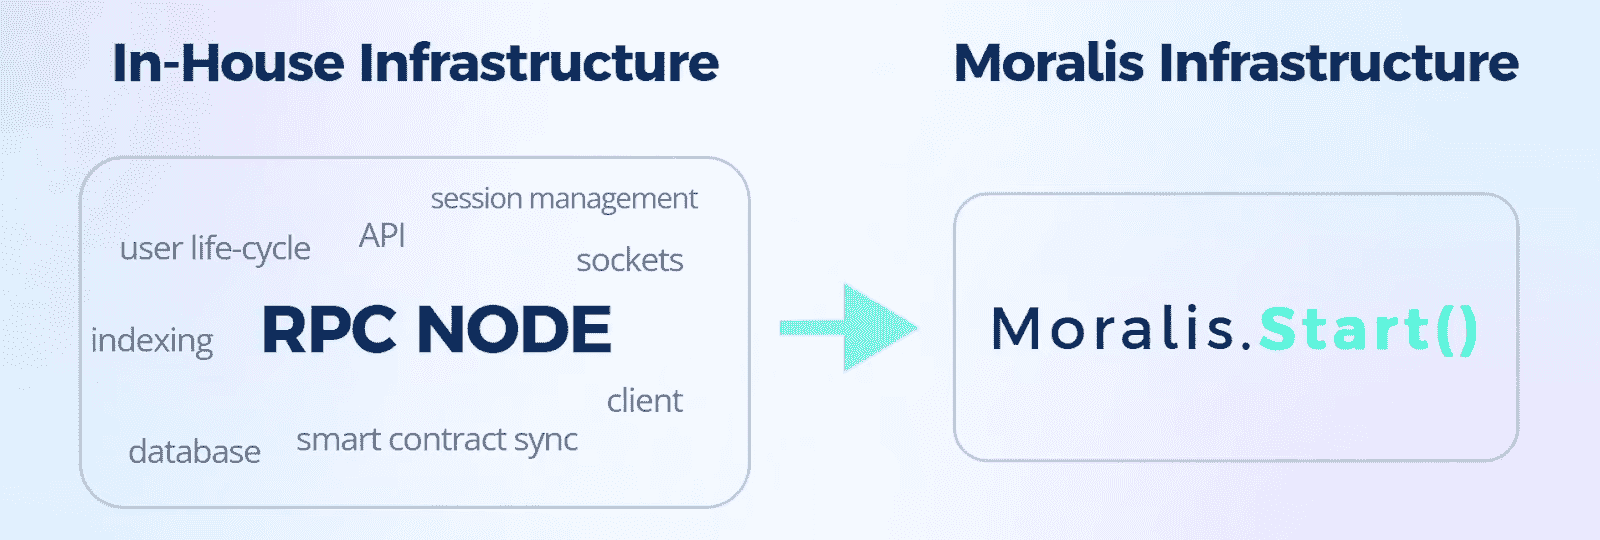 In-House Infrastructure
Moralis Infrastructure
session management
user life-cycle
API
sockets
indexing
RPC NODE
client
database
smart contract sync
Moralis.Start()